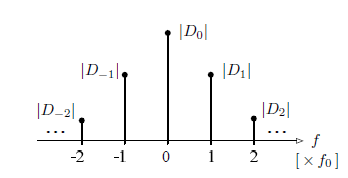 |D₀|
|D₋₁| |D₁|
|D₋₂| |D₂|
... ...
f
-2 -1 0 1 2
[ × f₀ ]